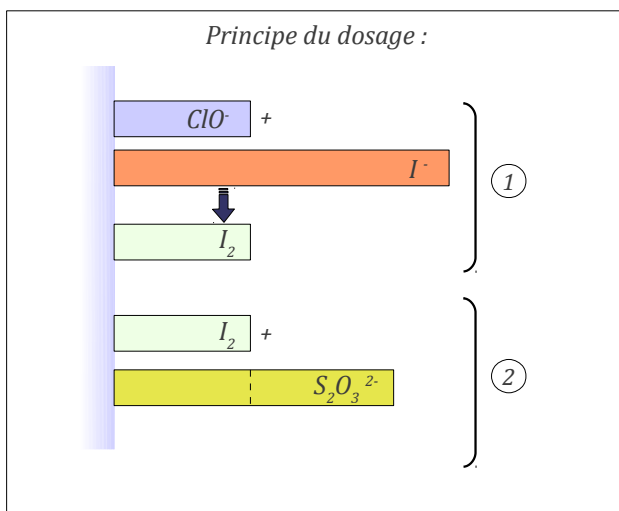 Principe du dosage :
ClO⁻ +
I⁻
1
I₂
I₂ +
S₂O₃²⁻
2